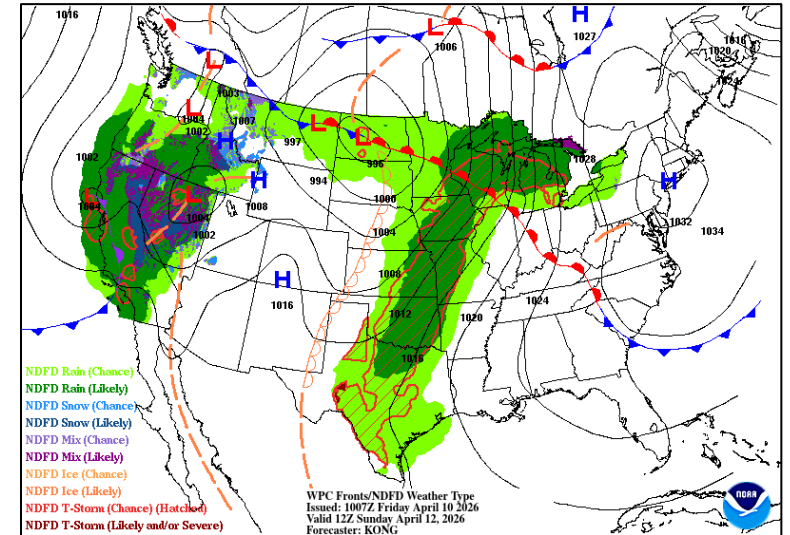 1016
L
H
1027
1006
1016
1020
1024
L
1003
L
1004
1002
1007
H
L
L
997
996
1028
1002
994
H
1008
H
1000
1032
1034
L
1004
L
1004
1002
1004
1008
H
1016
1012
1020
1024
1016
NDFD Rain (Chance)
NDFD Rain (Likely)
NDFD Snow (Chance)
NDFD Snow (Likely)
NDFD Mix (Chance)
NDFD Mix (Likely)
NDFD Ice (Chance)
NDFD Ice (Likely)
NDFD T-Storm (Chance) (Hatched)
NDFD T-Storm (Likely and/or Severe)
WPC Fronts/NDFD Weather Type
Issued: 1007Z Friday April 10 2026
Valid 12Z Sunday April 12, 2026
Forecaster: KONG
NOAA